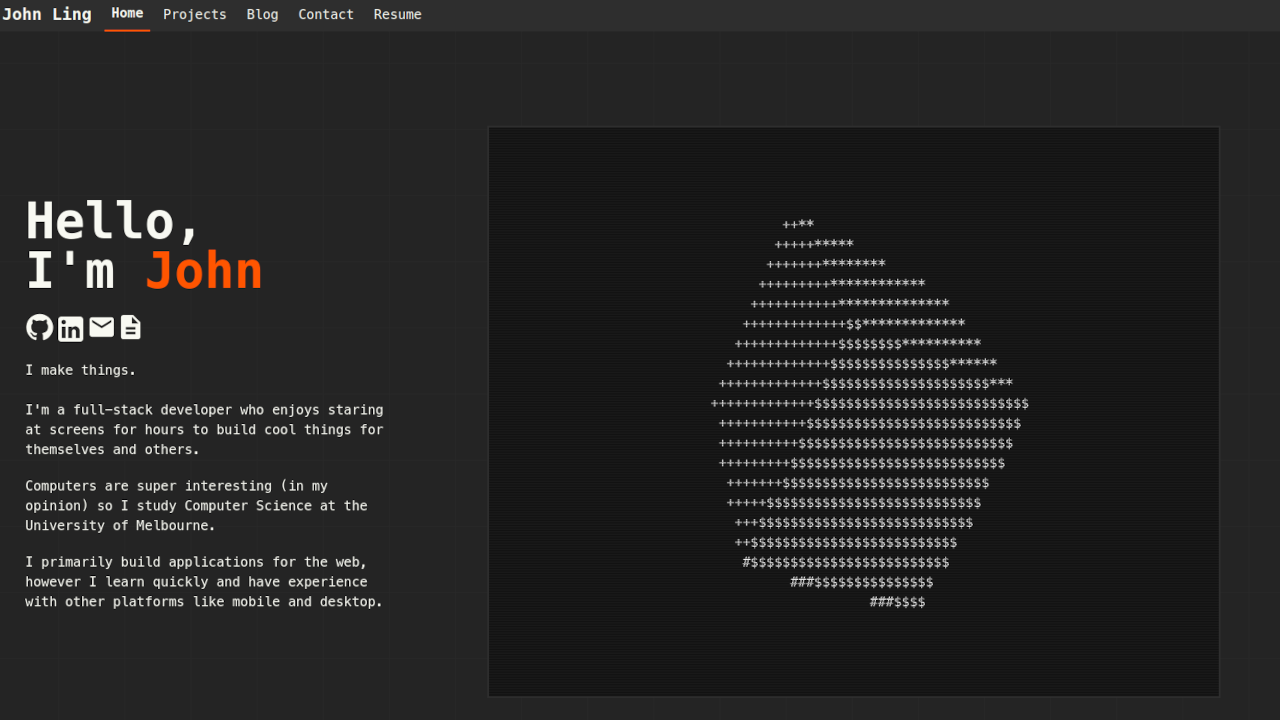 John Ling Home Projects Blog Contact Resume
Hello,
I'm John
I make things.
I'm a full-stack developer who enjoys staring
at screens for hours to build cool things for
themselves and others.
Computers are super interesting (in my
opinion) so I study Computer Science at the
University of Melbourne.
I primarily build applications for the web,
however I learn quickly and have experience
with other platforms like mobile and desktop.